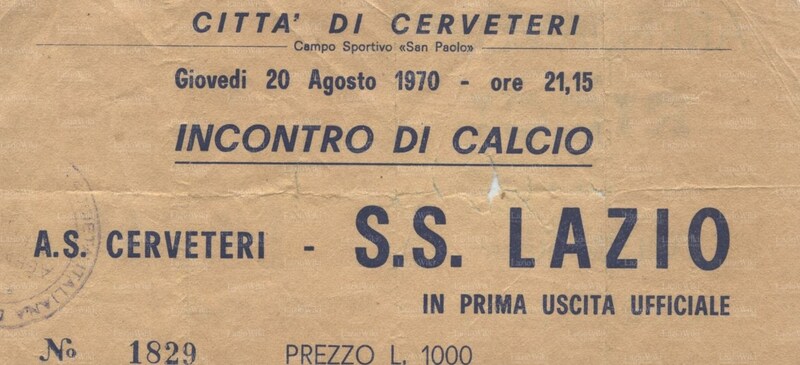 CITTA' DI CERVETERI
Campo Sportivo «San Paolo»
Giovedi 20 Agosto 1970 - ore 21,15
INCONTRO DI CALCIO
A.S. CERVETERI - S.S. LAZIO
IN PRIMA USCITA UFFICIALE
No 1829 PREZZO L. 1000